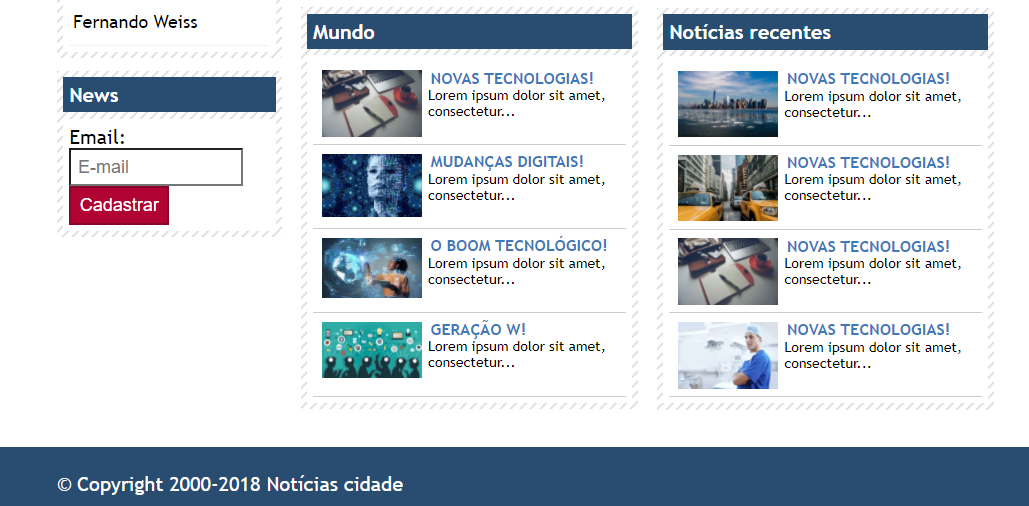 Fernando Weiss
News
Email:
E-mail
Cadastrar
Mundo
NOVAS TECNOLOGIAS!
Lorem ipsum dolor sit amet,
consectetur...
MUDANÇAS DIGITAIS!
Lorem ipsum dolor sit amet,
consectetur...
O BOOM TECNOLÓGICO!
Lorem ipsum dolor sit amet,
consectetur...
GERAÇÃO W!
Lorem ipsum dolor sit amet,
consectetur...
Notícias recentes
NOVAS TECNOLOGIAS!
Lorem ipsum dolor sit amet,
consectetur...
NOVAS TECNOLOGIAS!
Lorem ipsum dolor sit amet,
consectetur...
NOVAS TECNOLOGIAS!
Lorem ipsum dolor sit amet,
consectetur...
NOVAS TECNOLOGIAS!
Lorem ipsum dolor sit amet,
consectetur...
© Copyright 2000-2018 Notícias cidade